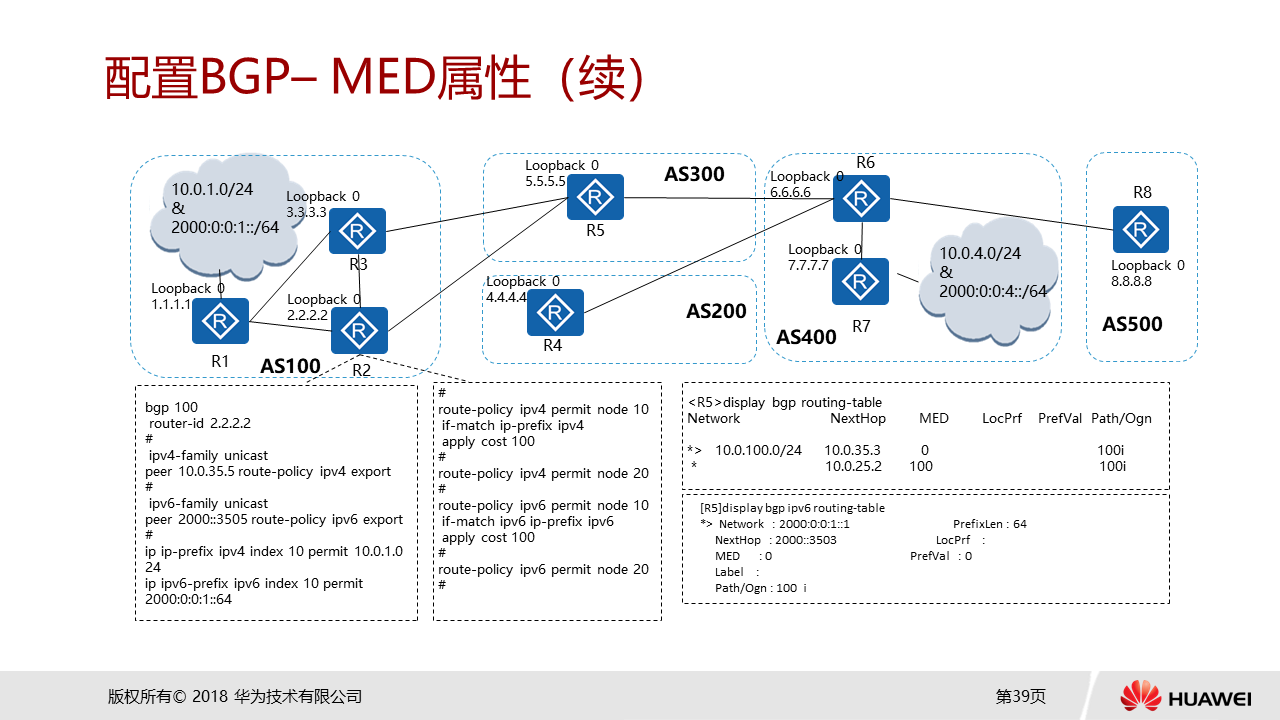 配置BGP– MED属性（续）
10.0.1.0/24
&
2000:0:0:1::/64
Loopback 0
3.3.3.3
R3
Loopback 0
1.1.1.1
R1
Loopback 0
2.2.2.2
R2
AS100
Loopback 0
5.5.5.5
R5
AS300
Loopback 0
4.4.4.4
R4
AS200
R6
Loopback 0
6.6.6.6
Loopback 0
7.7.7.7
R7
10.0.4.0/24
&
2000:0:0:4::/64
AS400
R8
Loopback 0
8.8.8.8
AS500
bgp 100
router-id 2.2.2.2
#
ipv4-family unicast
peer 10.0.35.5 route-policy ipv4 export
#
ipv6-family unicast
peer 2000::3505 route-policy ipv6 export
#
ip ip-prefix ipv4 index 10 permit 10.0.1.0
24
ip ipv6-prefix ipv6 index 10 permit
2000:0:0:1::64
#
route-policy ipv4 permit node 10
if-match ip-prefix ipv4
apply cost 100
#
route-policy ipv4 permit node 20
#
route-policy ipv6 permit node 10
if-match ipv6 ip-prefix ipv6
apply cost 100
#
route-policy ipv6 permit node 20
#
<R5>display bgp routing-table
Network NextHop MED LocPrf PrefVal Path/Ogn
*> 10.0.100.0/24 10.0.35.3 0 100i
* 10.0.25.2 100 100i
[R5]display bgp ipv6 routing-table
*> Network : 2000:0:0:1::1 PrefixLen : 64
NextHop : 2000::3503 LocPrf :
MED : 0 PrefVal : 0
Label :
Path/Ogn : 100 i
版权所有© 2018 华为技术有限公司
第39页
HUAWEI